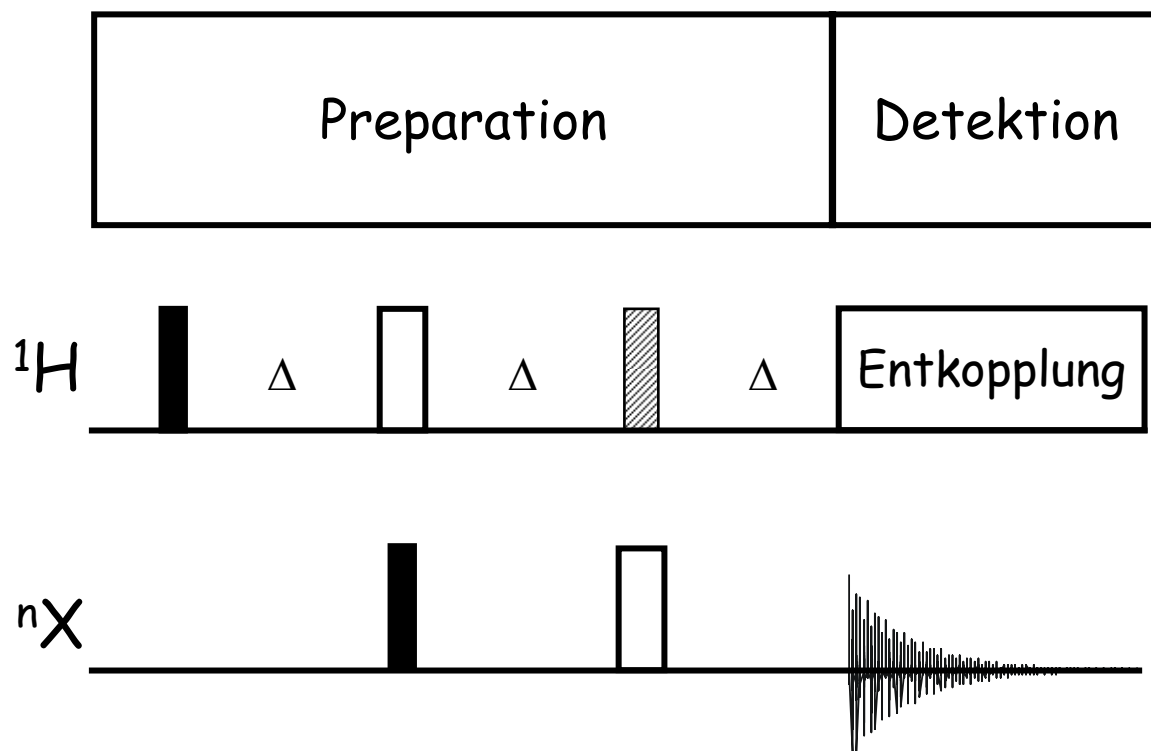 Preparation
Detektion
¹H
Δ
Δ
Δ
Entkopplung
ⁿX